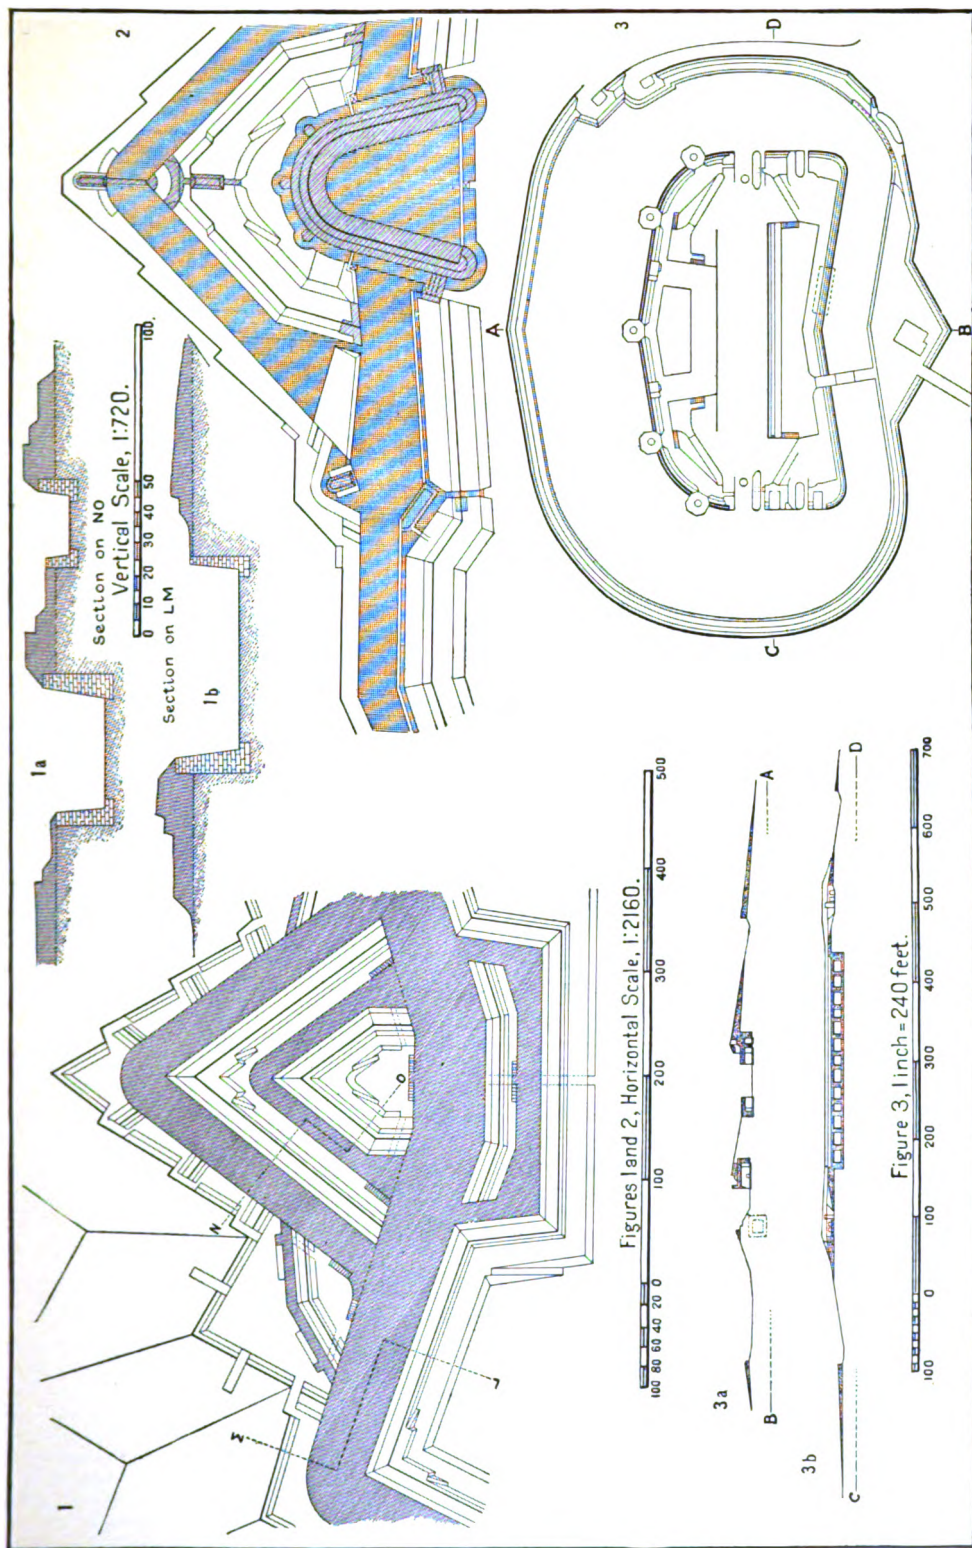 1
1a
Section on NO
Vertical Scale, 1:720.
0 10 20 30 40 50 100.
Section on LM
1b
2
N
O
M
L
Figures 1 and 2, Horizontal Scale, 1:2160.
100 80 60 40 20 0 100 200 300 400 500
3a
B
A
3b
C
D
Figure 3, 1 inch = 240 feet.
100 0 100 200 300 400 500 600 700
3
A
B
C
D